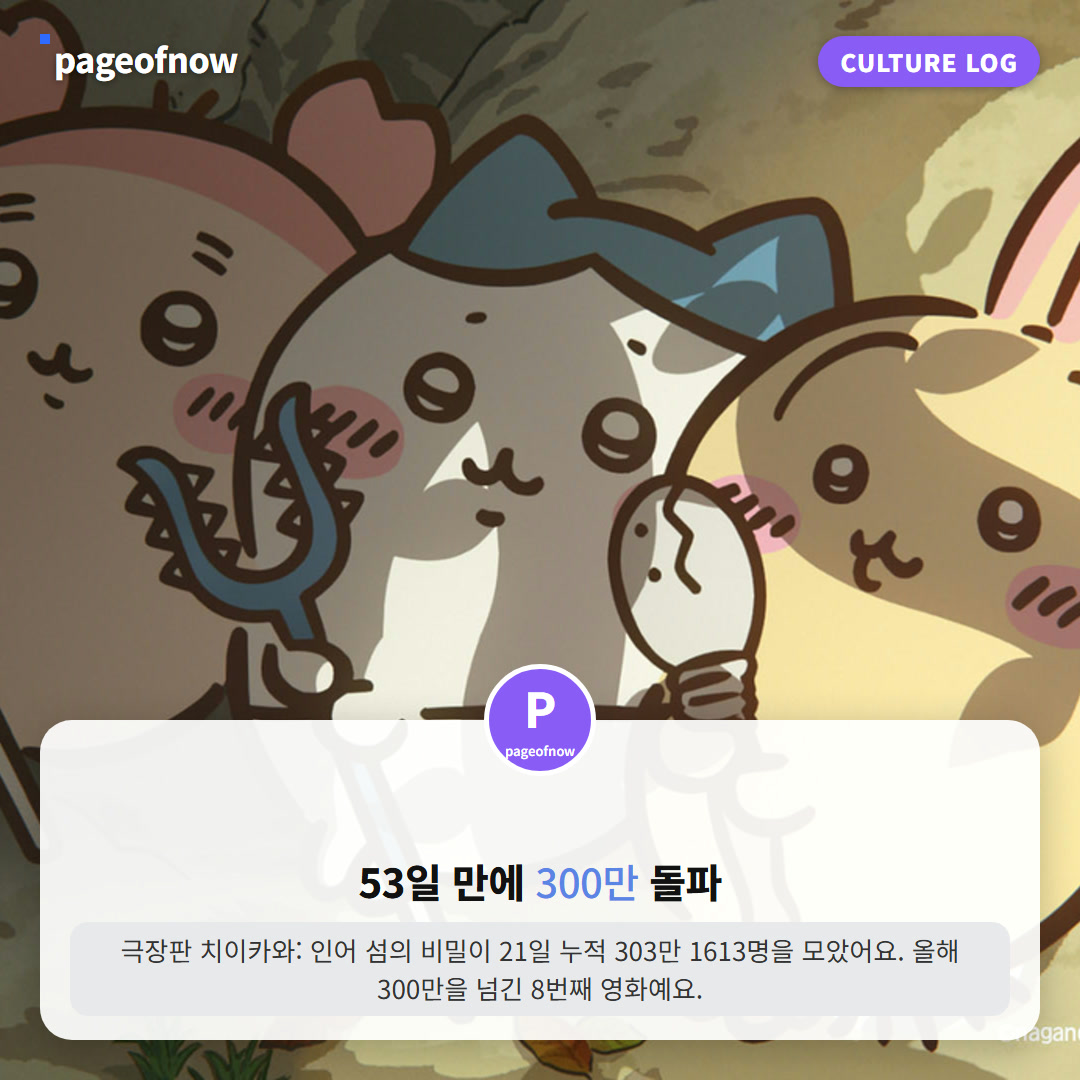 pageofnow
CULTURE LOG
P
pageofnow
53일 만에 300만 돌파
극장판 치이카와: 인어 섬의 비밀이 21일 누적 303만 1613명을 모았어요. 올해
300만을 넘긴 8번째 영화예요.